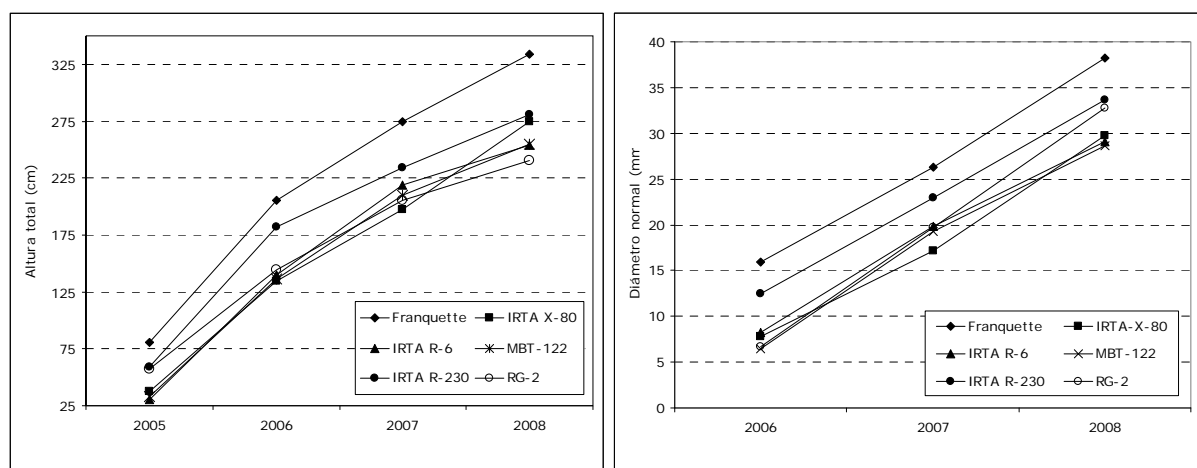 Altura total (cm)
325
275
225
175
125
75
25
2005 2006 2007 2008
Franquette IRTA X-80
IRTA R-6 MBT-122
IRTA R-230 RG-2
Diámetro normal (mm
40
35
30
25
20
15
10
5
0
2006 2007 2008
Franquette IRTA-X-80
IRTA R-6 MBT-122
IRTA R-230 RG-2